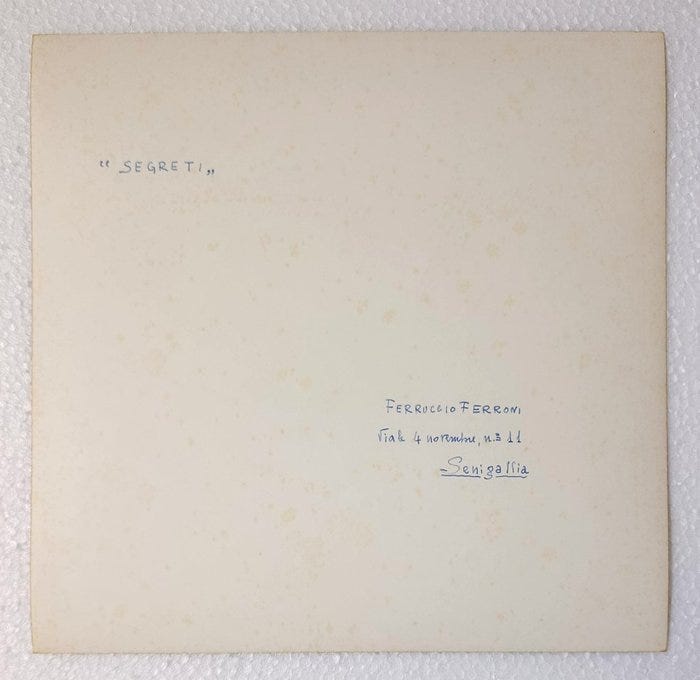 “ SEGRETI „
FERRUCCIO FERRONI
Viale 4 novembre, n.º 11
Senigallia